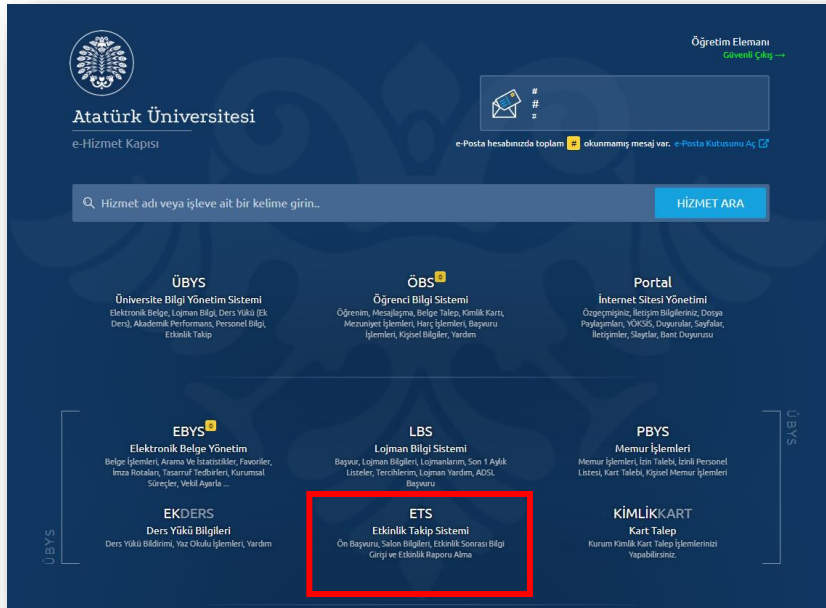 Öğretim Elemanı
Güvenli Çıkış →
Atatürk Üniversitesi
e-Hizmet Kapısı
#
#
#
e-Posta hesabınızda toplam # okunmamış mesaj var. e-Posta Kutusunu Aç
Hizmet adı veya işleve ait bir kelime girin..
HİZMET ARA
ÜBYS
Üniversite Bilgi Yönetim Sistemi
Elektronik Belge, Lojman Bilgi, Ders Yükü (Ek
Ders), Akademik Performans, Personel Bilgi,
Etkinlik Takip
ÖBS 0
Öğrenci Bilgi Sistemi
Öğrenim, Mesajlaşma, Belge Talep, Kimlik Kartı,
Mezuniyet İşlemleri, Harç İşlemleri, Başvuru
İşlemleri, Kişisel Bilgiler, Yardım
Portal
İnternet Sitesi Yönetimi
Özgeçmişiniz, İletişim Bilgileriniz, Dosya
Paylaşımları, YÖKSİS, Duyurular, Sayfalar,
İletişimler, Slaytlar, Bant Duyurusu
ÜBYS
EBYS 0
Elektronik Belge Yönetim
Belge İşlemleri, Arama Ve İstatistikler, Favoriler,
İmza Rotaları, Tasarruf Tedbirleri, Kurumsal
Süreçler, Vekil Ayarla ...
LBS
Lojman Bilgi Sistemi
Başvur, Lojman Bilgileri, Lojmanlarım, Son 1 Aylık
Listeler, Tercihlerim, Lojman Yardım, ADSL
Başvuru
PBYS
Memur İşlemleri
Memur İşlemleri, İzin Talebi, İzinli Personel
Listesi, Kart Talebi, Kişisel Memur İşlemleri
EKDERS
Ders Yükü Bilgileri
Ders Yükü Bildirimi, Yaz Okulu İşlemleri, Yardım
ETS
Etkinlik Takip Sistemi
Ön Başvuru, Salon Bilgileri, Etkinlik Sonrası Bilgi
Girişi ve Etkinlik Raporu Alma
KİMLİKKART
Kart Talep
Kurum Kimlik Kart Talep İşlemlerinizi
Yapabilirsiniz.
ÜBYS